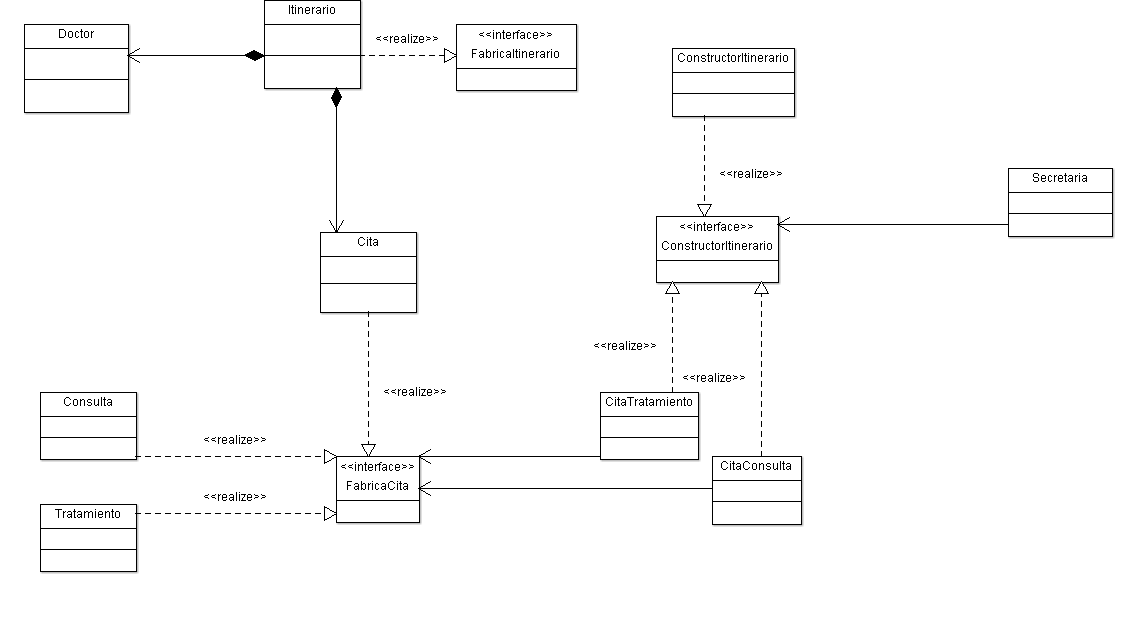 Itinerario
Doctor
<<realize>>
<<interface>>
FabricaItinerario
ConstructorItinerario
<<realize>>
Secretaria
<<interface>>
ConstructorItinerario
Cita
<<realize>>
<<realize>>
<<realize>>
Consulta
CitaTratamiento
<<realize>>
<<interface>>
FabricaCita
CitaConsulta
<<realize>>
Tratamiento